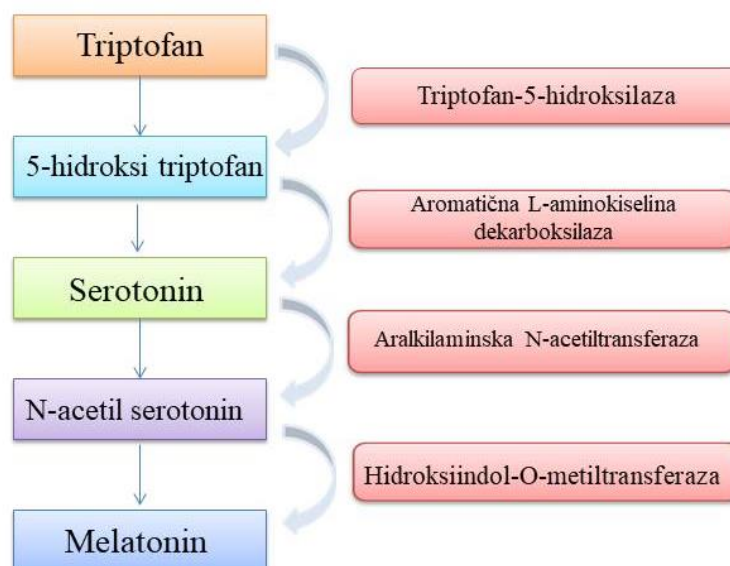 Triptofan
Triptofan-5-hidroksilaza
5-hidroksi triptofan
Aromatična L-aminokiselina
dekarboksilaza
Serotonin
Aralkilaminska N-acetiltransferaza
N-acetil serotonin
Hidroksiindol-O-metiltransferaza
Melatonin